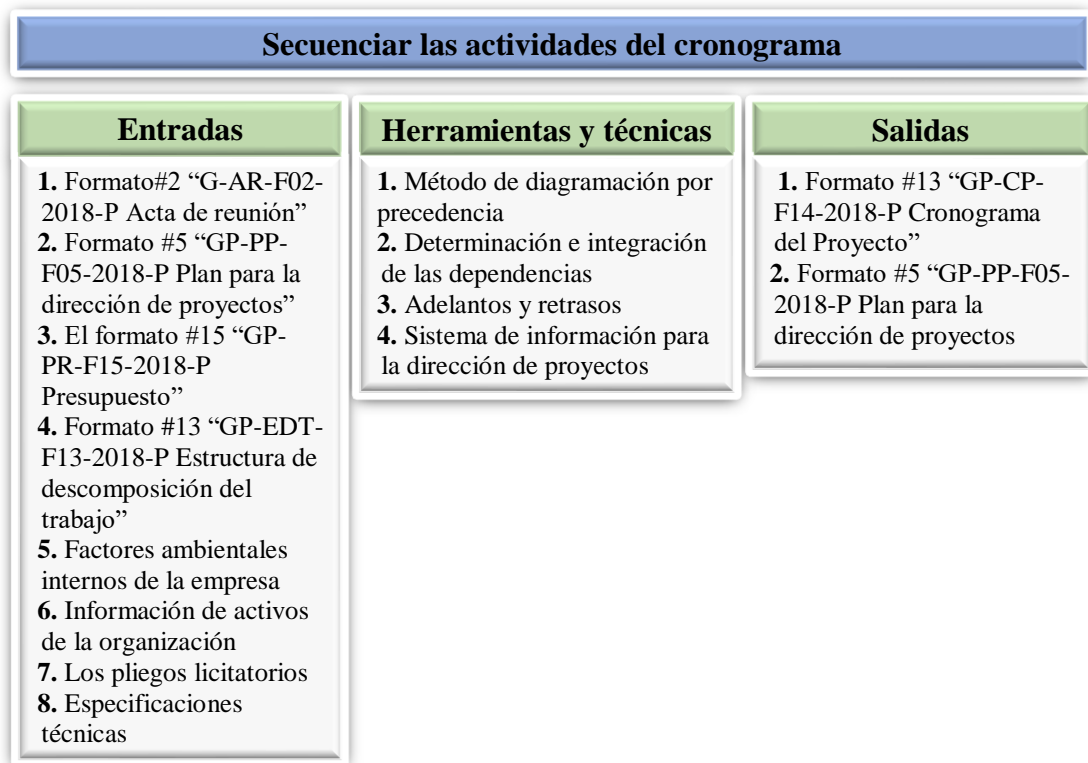 Secuenciar las actividades del cronograma
Entradas
1. Formato#2 “G-AR-F02-
2018-P Acta de reunión”
2. Formato #5 “GP-PP-
F05-2018-P Plan para la
dirección de proyectos”
3. El formato #15 “GP-
PR-F15-2018-P
Presupuesto”
4. Formato #13 “GP-EDT-
F13-2018-P Estructura de
descomposición del
trabajo”
5. Factores ambientales
internos de la empresa
6. Información de activos
de la organización
7. Los pliegos licitatorios
8. Especificaciones
técnicas
Herramientas y técnicas
1. Método de diagramación por
precedencia
2. Determinación e integración
de las dependencias
3. Adelantos y retrasos
4. Sistema de información para
la dirección de proyectos
Salidas
1. Formato #13 “GP-CP-
F14-2018-P Cronograma
del Proyecto”
2. Formato #5 “GP-PP-F05-
2018-P Plan para la
dirección de proyectos